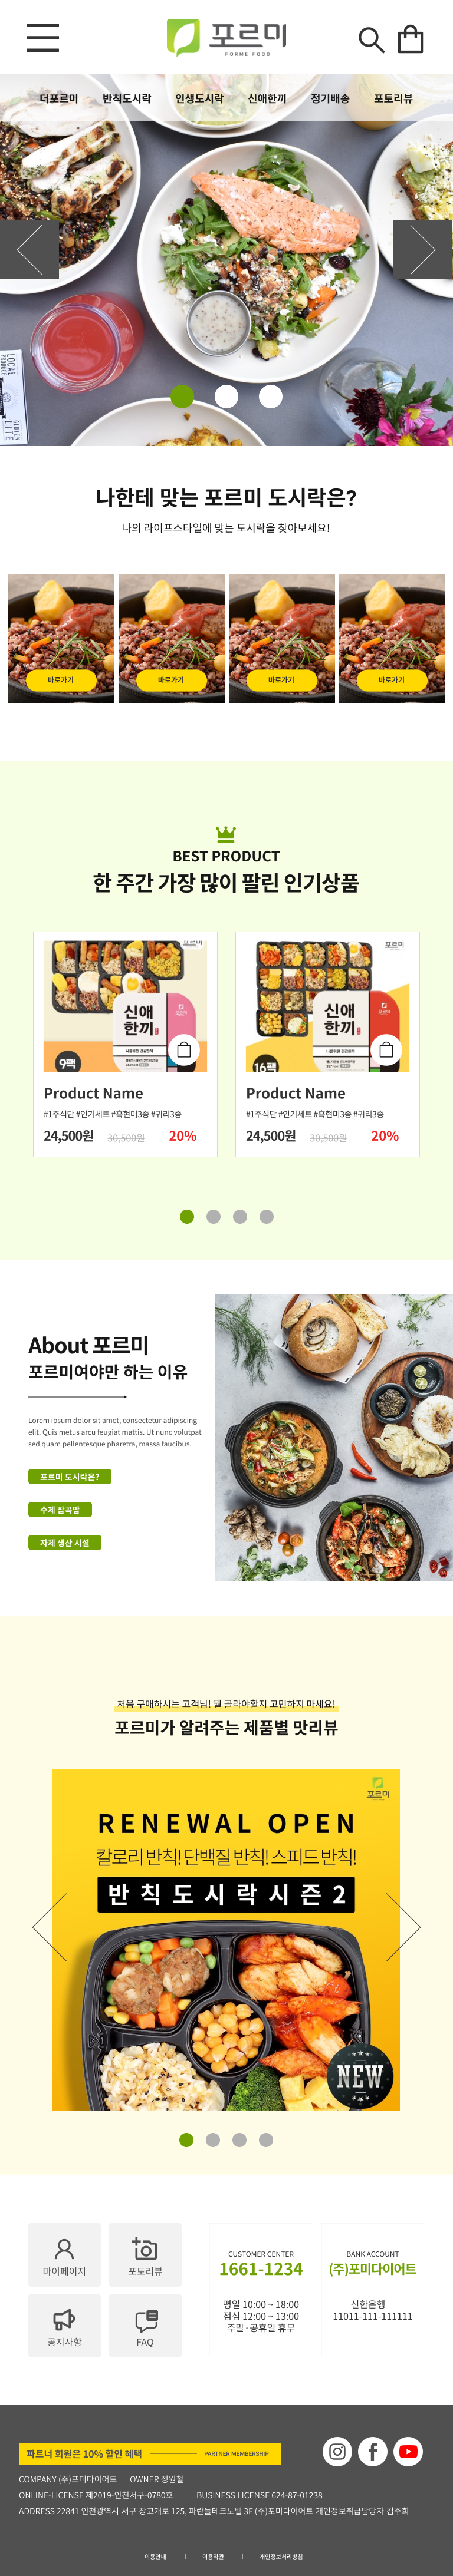 포르미
FORME FOOD
더포르미 반칙도시락 인생도시락 신애한끼 정기배송 포토리뷰
LOCAL
LITE
나한테 맞는 포르미 도시락은?
나의 라이프스타일에 맞는 도시락을 찾아보세요!
바로가기 바로가기 바로가기 바로가기
BEST PRODUCT
한 주간 가장 많이 팔린 인기상품
포르미
신애
한끼
9팩
Product Name
#1주식단 #인기세트 #흑현미3종 #귀리3종
24,500원 30,500원 20%
포르미
신애
한끼
16팩
Product Name
#1주식단 #인기세트 #흑현미3종 #귀리3종
24,500원 30,500원 20%
About 포르미
포르미여야만 하는 이유
Lorem ipsum dolor sit amet, consectetur adipiscing
elit. Quis metus arcu feugiat mattis. Ut nunc volutpat
sed quam pellentesque pharetra, massa faucibus.
포르미 도시락은?
수제 잡곡밥
자체 생산 시설
처음 구매하시는 고객님! 뭘 골라야할지 고민하지 마세요!
포르미가 알려주는 제품별 맛리뷰
포르미
RENEWAL OPEN
칼로리 반칙! 단백질 반칙! 스피드 반칙!
반칙도시락시즌2
NEW
마이페이지 포토리뷰
공지사항 FAQ
CUSTOMER CENTER
1661-1234
평일 10:00 ~ 18:00
점심 12:00 ~ 13:00
주말·공휴일 휴무
BANK ACCOUNT
(주)포미다이어트
신한은행
11011-111-111111
파트너 회원은 10% 할인 혜택 PARTNER MEMBERSHIP
COMPANY (주)포미다이어트 OWNER 정원철
ONLINE-LICENSE 제2019-인천서구-0780호 BUSINESS LICENSE 624-87-01238
ADDRESS 22841 인천광역시 서구 장고개로 125, 파란들테크노텔 3F (주)포미다이어트 개인정보취급담당자 김주희
이용안내 | 이용약관 | 개인정보처리방침